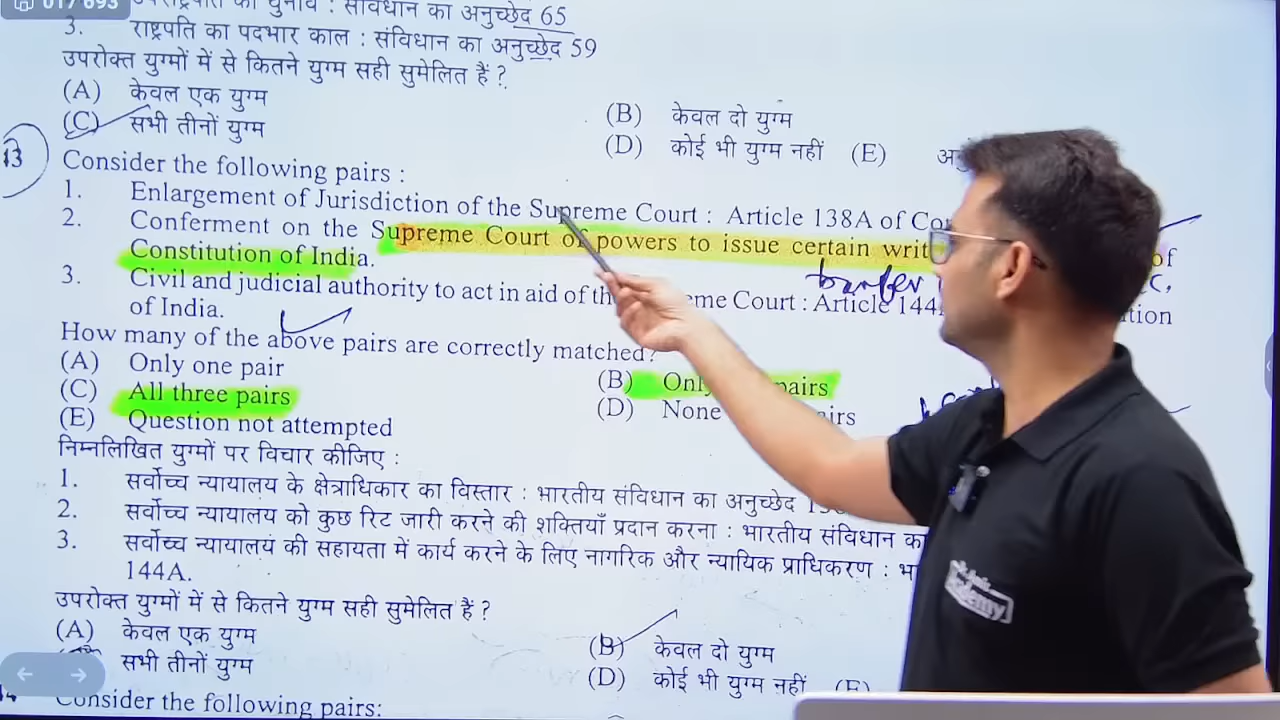 उपराष्ट्रपति का चुनाव : संविधान का अनुच्छेद 65
3. राष्ट्रपति का पदभार काल : संविधान का अनुच्छेद 59
उपरोक्त युग्मों में से कितने युग्म सही सुमेलित हैं ?
(A) केवल एक युग्म
(B) केवल दो युग्म
(C) सभी तीनों युग्म
(D) कोई भी युग्म नहीं (E)
13
Consider the following pairs :
1. Enlargement of Jurisdiction of the Supreme Court : Article 138A of
2. Conferment on the Supreme Court of powers to issue certain writ of
Constitution of India.
3. Civil and judicial authority to act in aid of Court : Article 144
of India.
How many of the above pairs are correctly matched?
(A) Only one pair
(B) pairs
(C) All three pairs
(D) None
(E) Question not attempted
निम्नलिखित युग्मों पर विचार कीजिए :
1. सर्वोच्च न्यायालय के क्षेत्राधिकार का विस्तार : भारतीय संविधान का अनुच्छेद
2. सर्वोच्च न्यायालय को कुछ रिट जारी करने की शक्तियाँ प्रदान करना : भारतीय संविधान का
3. सर्वोच्च न्यायालय की सहायता में कार्य करने के लिए नागरिक और न्यायिक प्राधिकरण :
144A.
उपरोक्त युग्मों में से कितने युग्म सही सुमेलित हैं ?
(A) केवल एक युग्म
(B) केवल दो युग्म
सभी तीनों युग्म
(D) कोई भी युग्म नहीं (E)
Consider the following pairs: